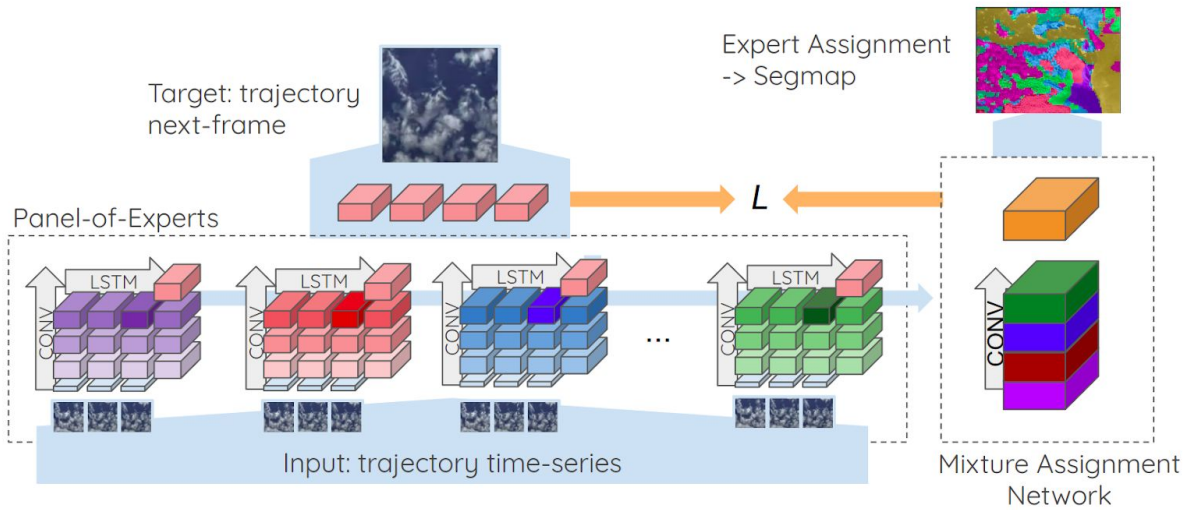 Expert Assignment
-> Segmap
Target: trajectory
next-frame
L
Panel-of-Experts
LSTM
LSTM
LSTM
LSTM
CONV
CONV
CONV
CONV
CONV
...
Input: trajectory time-series
Mixture Assignment
Network